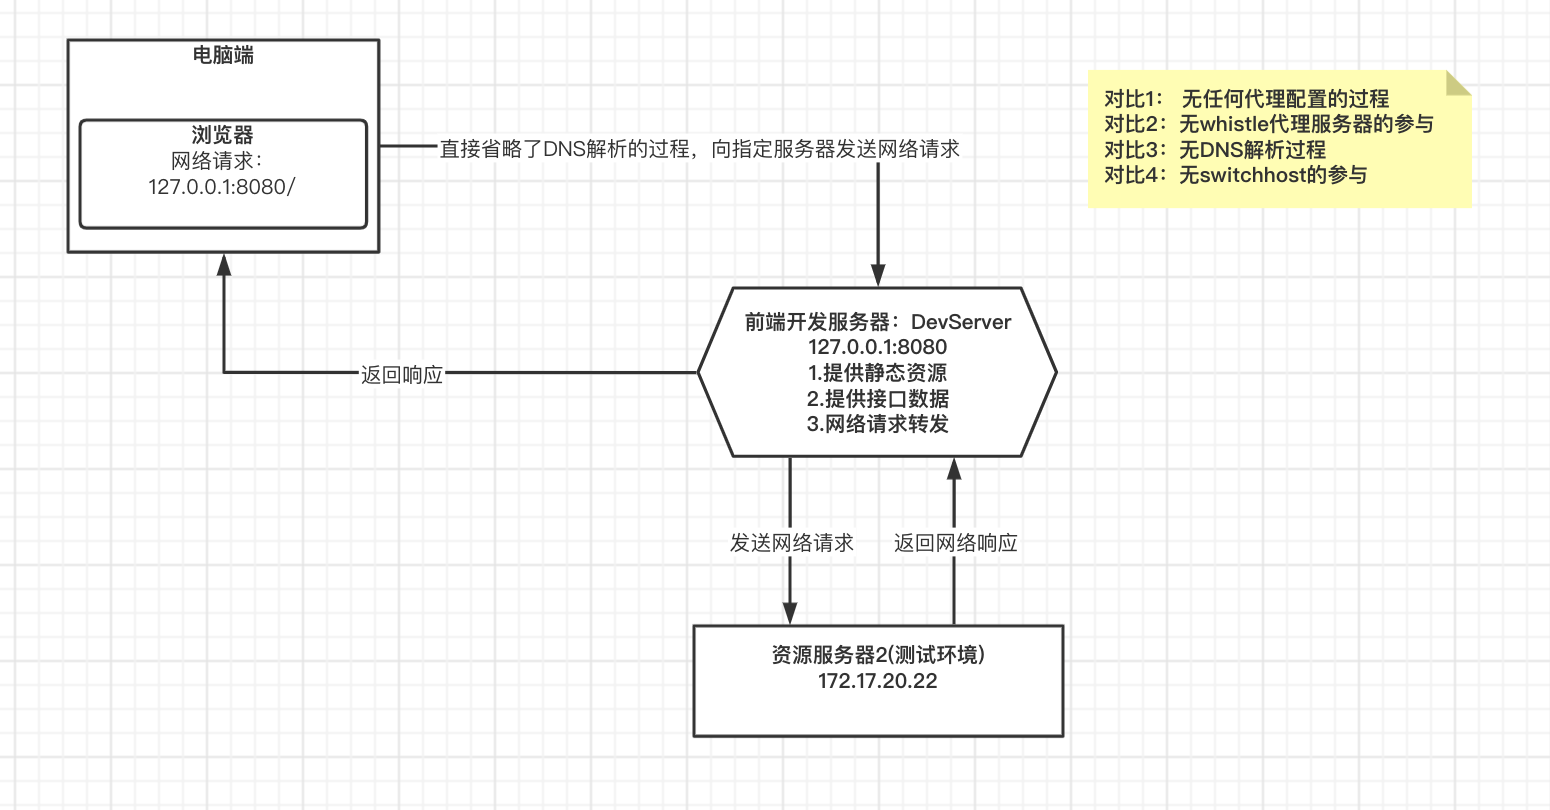 电脑端
浏览器
网络请求：
127.0.0.1:8080/
直接省略了DNS解析的过程，向指定服务器发送网络请求
对比1： 无任何代理配置的过程
对比2：无whistle代理服务器的参与
对比3：无DNS解析过程
对比4：无switchhost的参与
前端开发服务器：DevServer
127.0.0.1:8080
1.提供静态资源
2.提供接口数据
3.网络请求转发
返回响应
发送网络请求
返回网络响应
资源服务器2(测试环境)
172.17.20.22